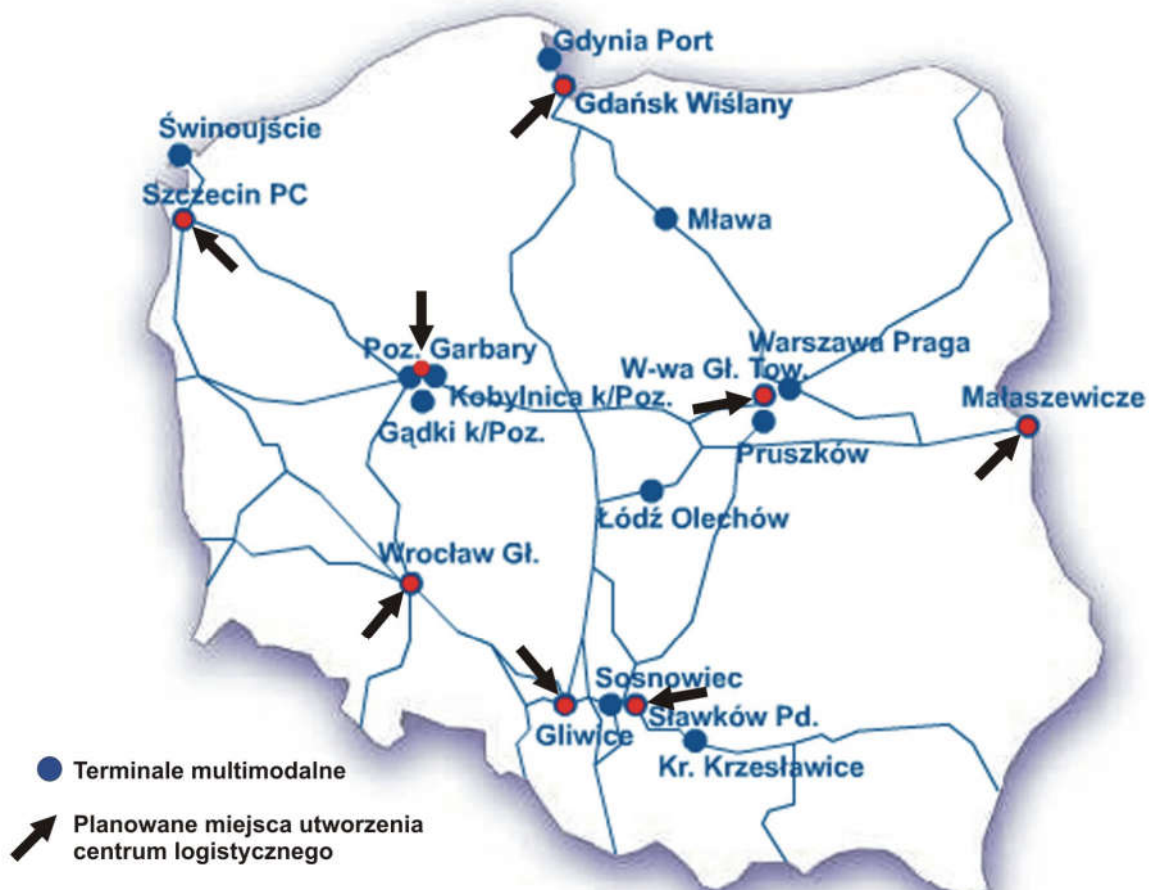 Gdynia Port
Gdańsk Wiślany
Świnoujście
Szczecin PC
Mława
Poz. Garbary
Warszawa Praga
W-wa Gł. Tow.
Kobylnica k/Poz.
Małaszewicze
Gądki k/Poz.
Pruszków
Łódź Olechów
Wrocław Gł.
Sosnowiec
Sławków Pd.
Gliwice
Kr. Krzesławice
Terminale multimodalne
Planowane miejsca utworzenia
centrum logistycznego